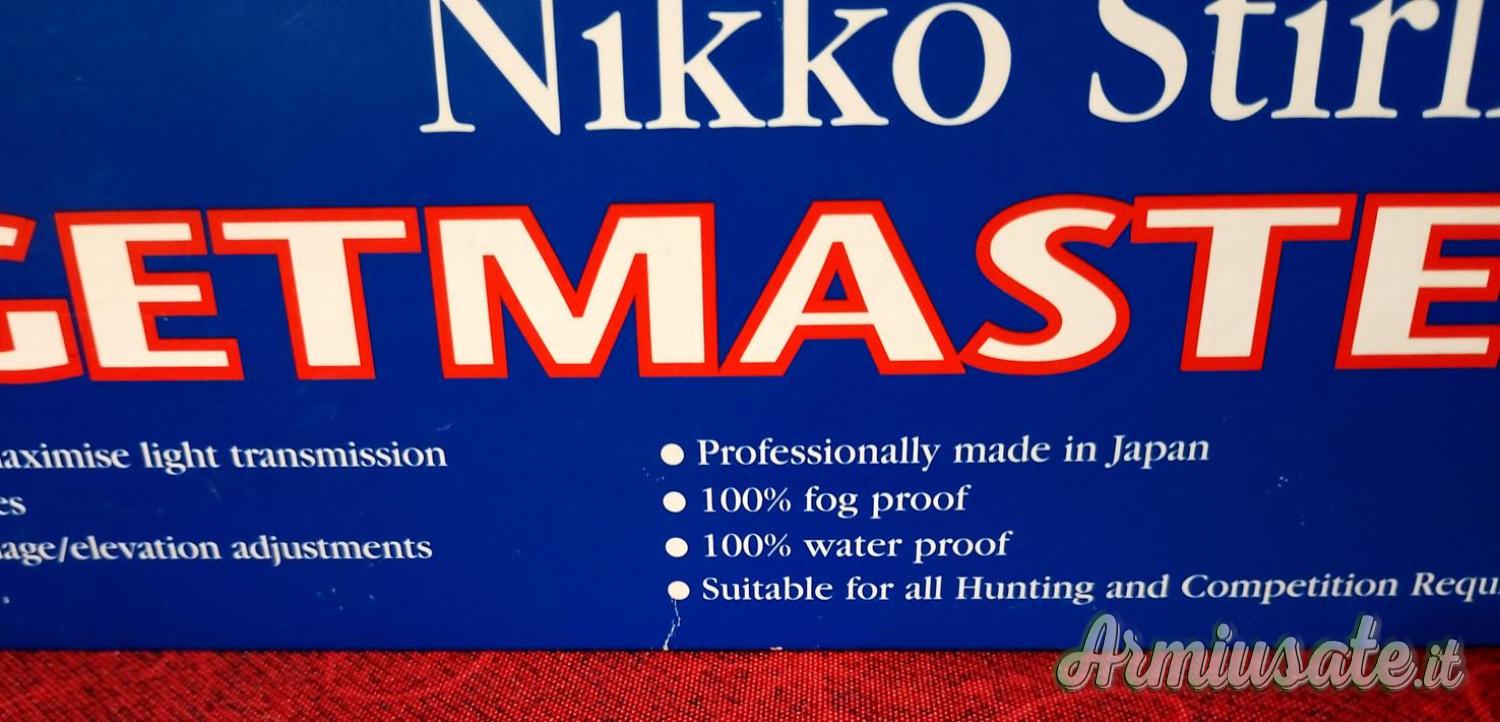 Nikko Stirl
GETMASTE
aximise light transmission
es
age/elevation adjustments
● Professionally made in Japan
● 100% fog proof
● 100% water proof
● Suitable for all Hunting and Competition Requ
Armiusate.it